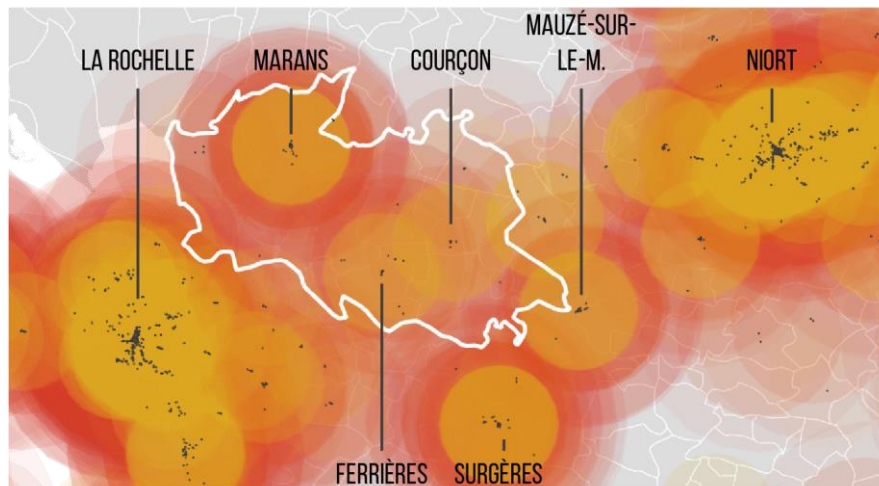 MAUZÉ-SUR-
LA ROCHELLE MARANS COURÇON LE-M. NIORT
FERRIÈRES SURGÈRES